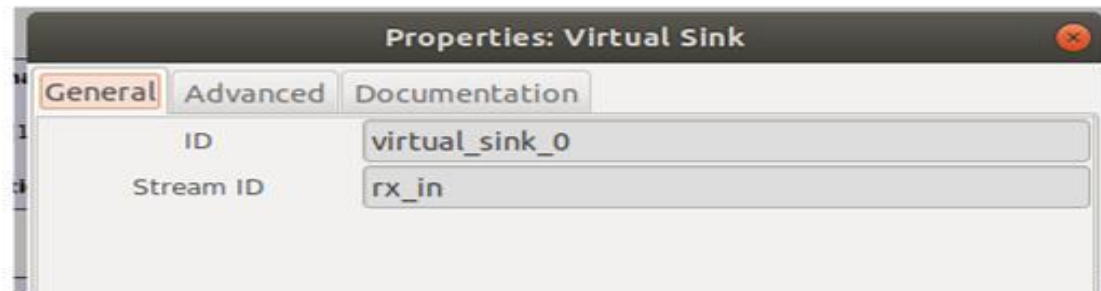 Properties: Virtual Sink
General Advanced Documentation
ID virtual_sink_0
Stream ID rx_in